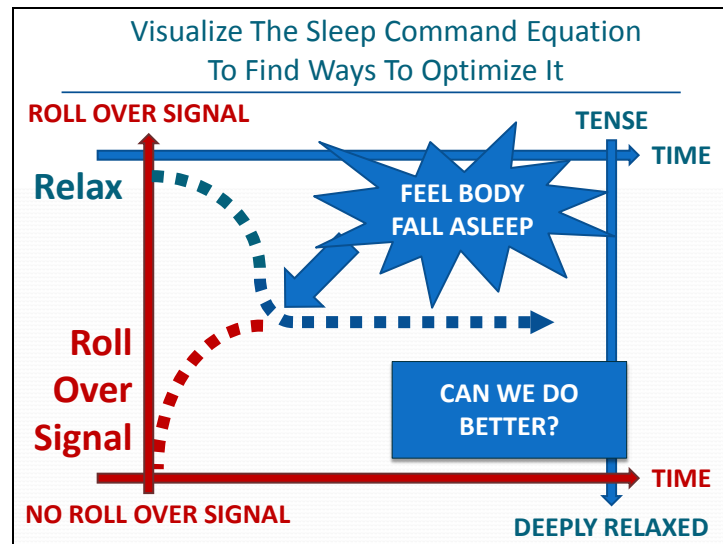 Visualize The Sleep Command Equation
To Find Ways To Optimize It
ROLL OVER SIGNAL
TENSE
TIME
Relax
FEEL BODY
FALL ASLEEP
Roll
Over
Signal
CAN WE DO
BETTER?
TIME
NO ROLL OVER SIGNAL
DEEPLY RELAXED